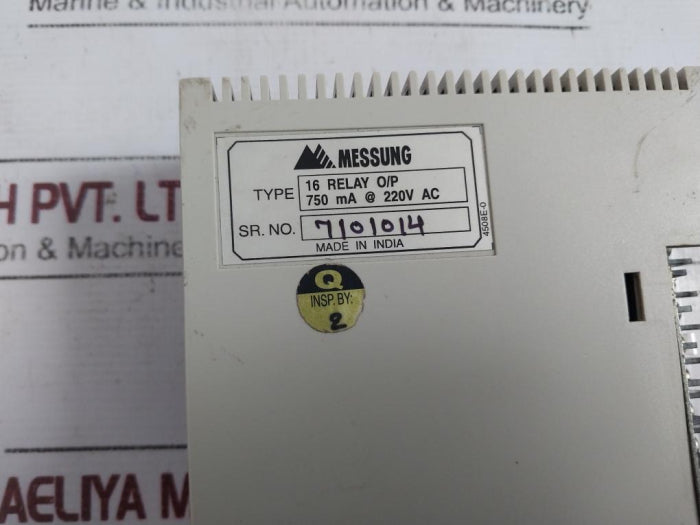 Marine & Industrial Automation & Machinery
H PVT. LT
n & Machine
AELIYA M
MESSUNG
TYPE 16 RELAY O/P
750 mA @ 220V AC
SR. NO. 7101014
MADE IN INDIA
4508E-0
Q
INSP. BY:
2